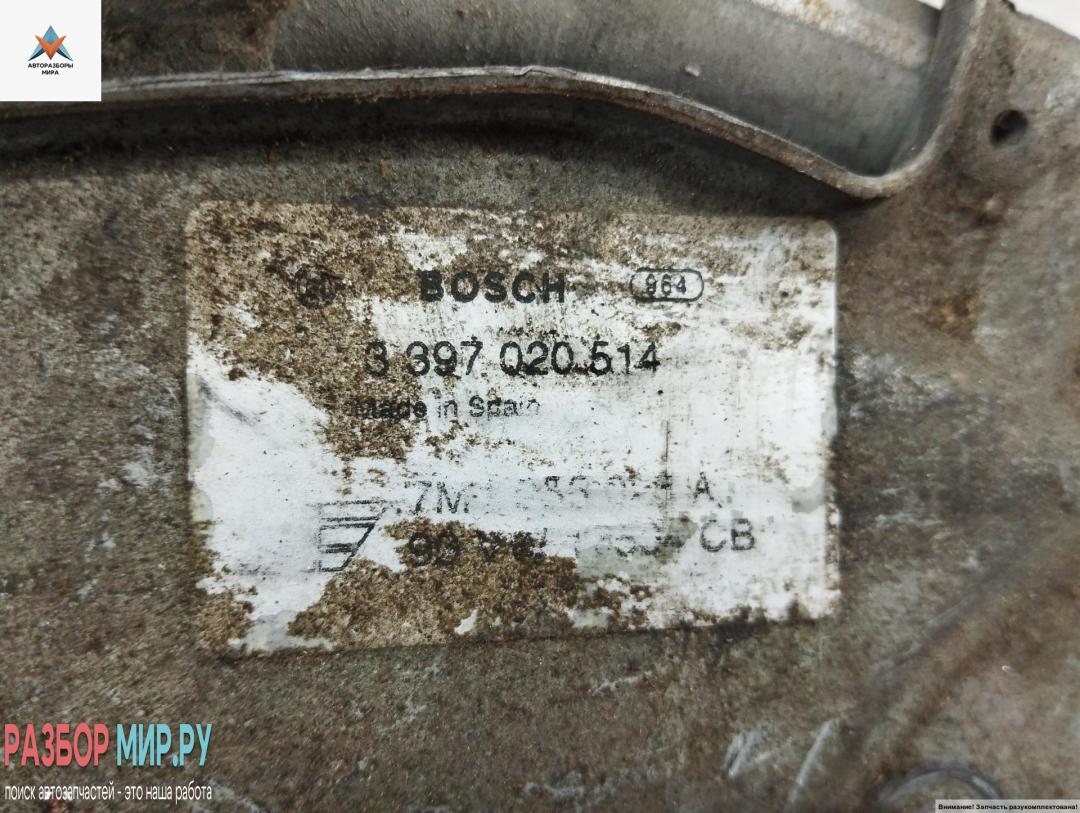 АВТОРАЗБОРЫ
МИРА
BOSCH 964
3 397 020 514
Made in Spain
A
CB
РАЗБОР МИР.РУ
поиск автозапчастей - это наша работа
Внимание! Запчасть разукомплектована!